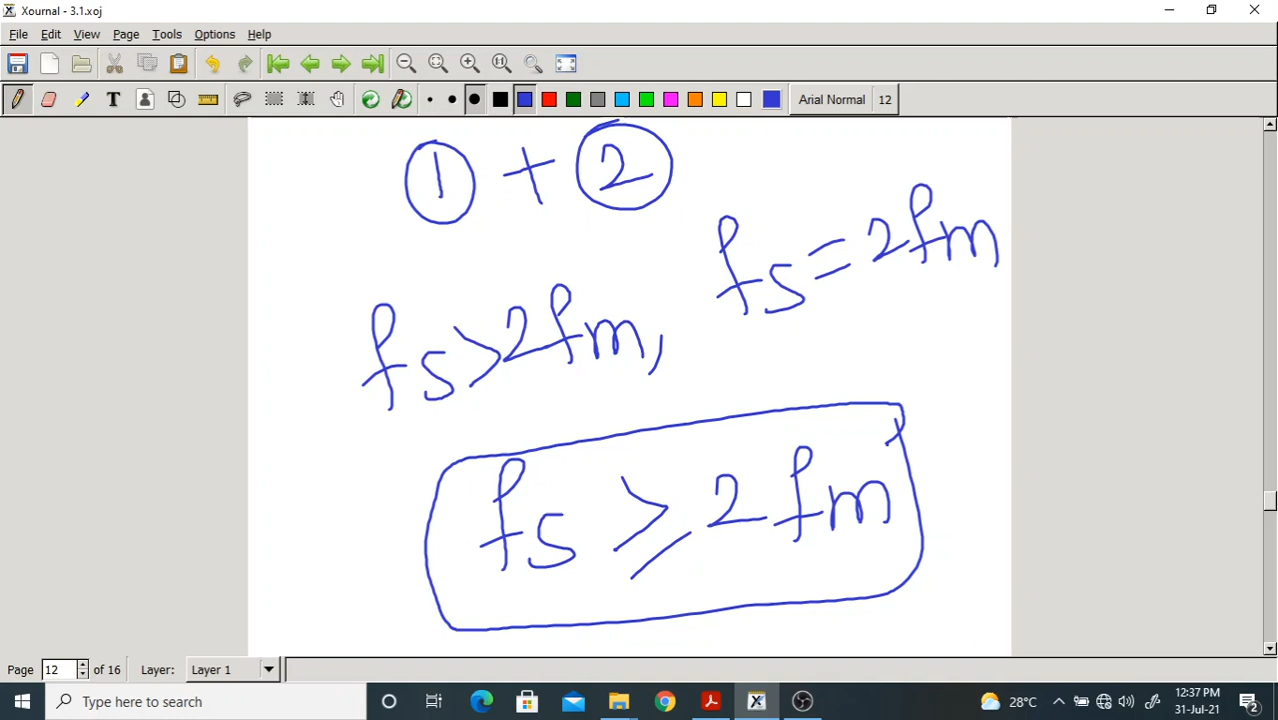 Xournal - 3.1.xoj
File Edit View Page Tools Options Help
Arial Normal 12
① + ②
fs = 2fm
fs > 2fm,
fs ≥ 2fm
Page 12 of 16 Layer: Layer 1
Type here to search
28°C
12:37 PM
31-Jul-21
2